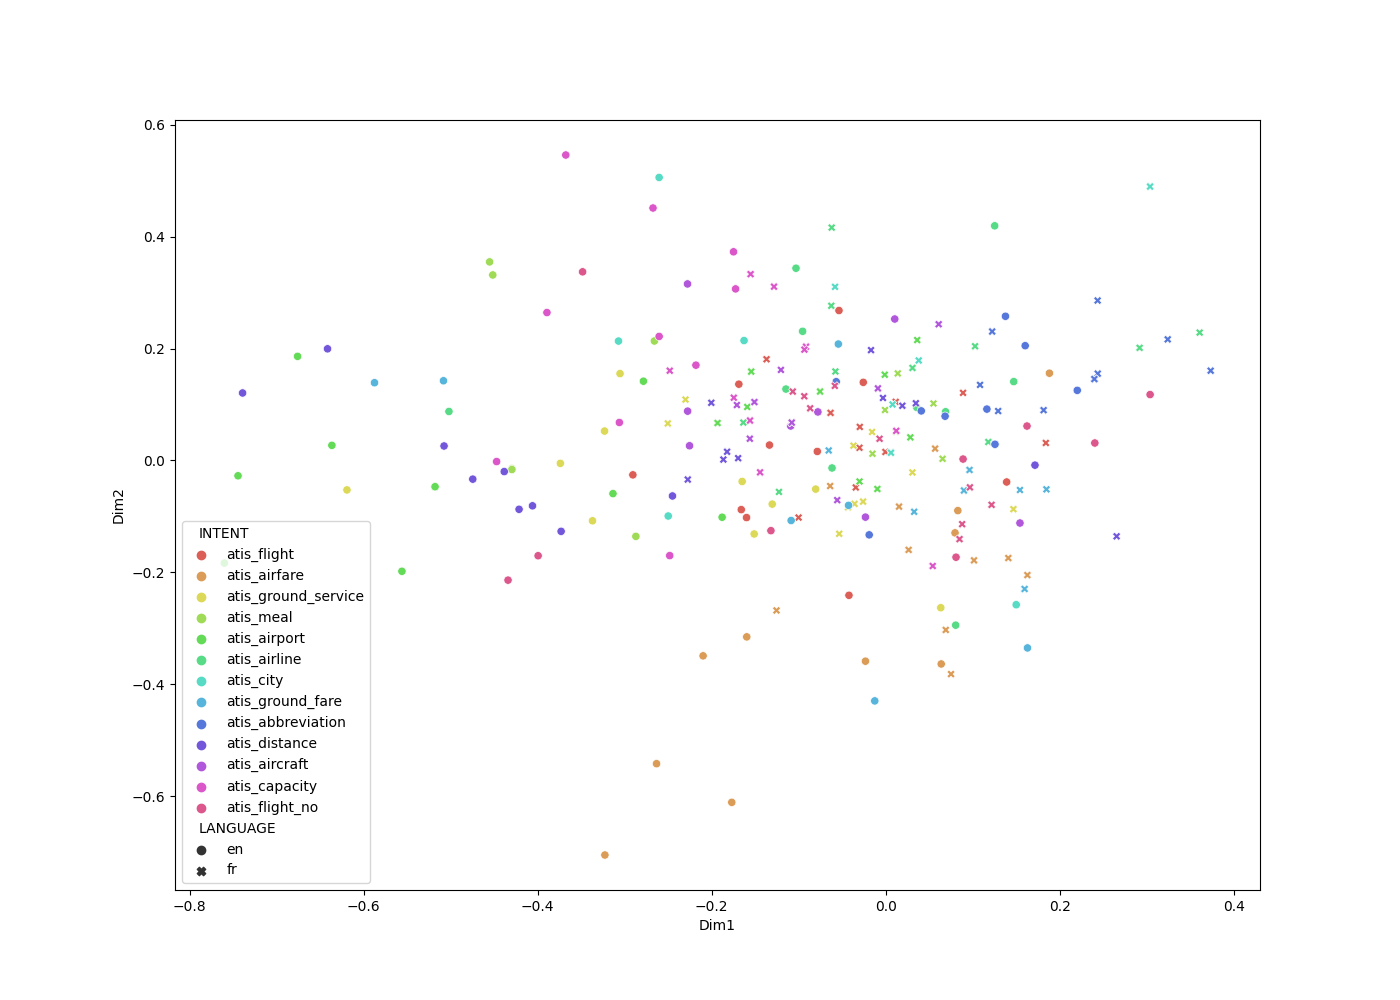 0.6
0.4
0.2
0.0
−0.2
−0.4
−0.6
Dim2
INTENT
atis_flight
atis_airfare
atis_ground_service
atis_meal
atis_airport
atis_airline
atis_city
atis_ground_fare
atis_abbreviation
atis_distance
atis_aircraft
atis_capacity
atis_flight_no
LANGUAGE
en
fr
−0.8 −0.6 −0.4 −0.2 0.0 0.2 0.4
Dim1